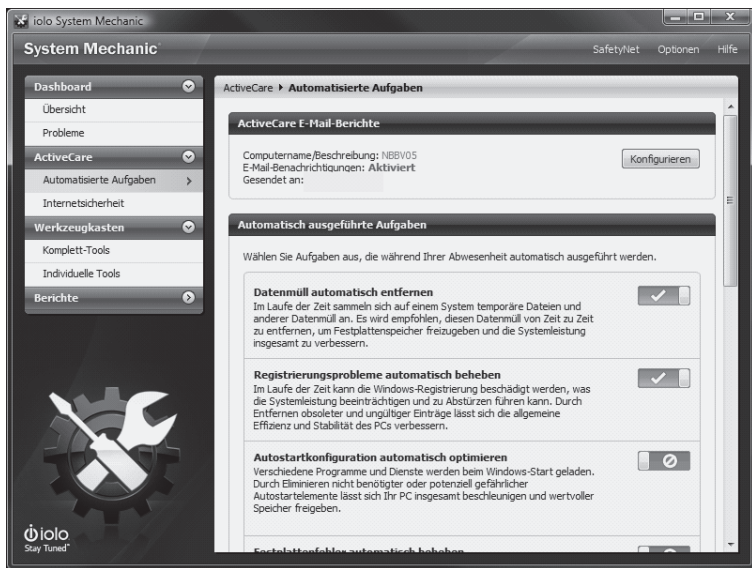 iolo System Mechanic
System Mechanic
SafetyNet Optionen Hilfe
Dashboard
Übersicht
Probleme
ActiveCare
Automatisierte Aufgaben
Internetsicherheit
Werkzeugkasten
Komplett-Tools
Individuelle Tools
Berichte
iolo
Stay Tuned
ActiveCare Automatisierte Aufgaben
ActiveCare E-Mail-Berichte
Computername/Beschreibung: NBBV05
E-Mail-Benachrichtigungen: Aktiviert
Gesendet an:
Konfigurieren
Automatisch ausgeführte Aufgaben
Wählen Sie Aufgaben aus, die während Ihrer Abwesenheit automatisch ausgeführt werden.
Datenmüll automatisch entfernen
Im Laufe der Zeit sammeln sich auf einem System temporäre Dateien und
anderer Datenmüll an. Es wird empfohlen, diesen Datenmüll von Zeit zu Zeit
zu entfernen, um Festplattenspeicher freizugeben und die Systemleistung
insgesamt zu verbessern.
Registrierungsprobleme automatisch beheben
Im Laufe der Zeit kann die Windows-Registrierung beschädigt werden, was
die Systemleistung beeinträchtigen und zu Abstürzen führen kann. Durch
Entfernen obsoleter und ungültiger Einträge lässt sich die allgemeine
Effizienz und Stabilität des PCs verbessern.
Autostartkonfiguration automatisch optimieren
Verschiedene Programme und Dienste werden beim Windows-Start geladen.
Durch Eliminieren nicht benötigter oder potenziell gefährlicher
Autostartelemente lässt sich Ihr PC insgesamt beschleunigen und wertvoller
Speicher freigeben.
Festplattenfehler automatisch beheben